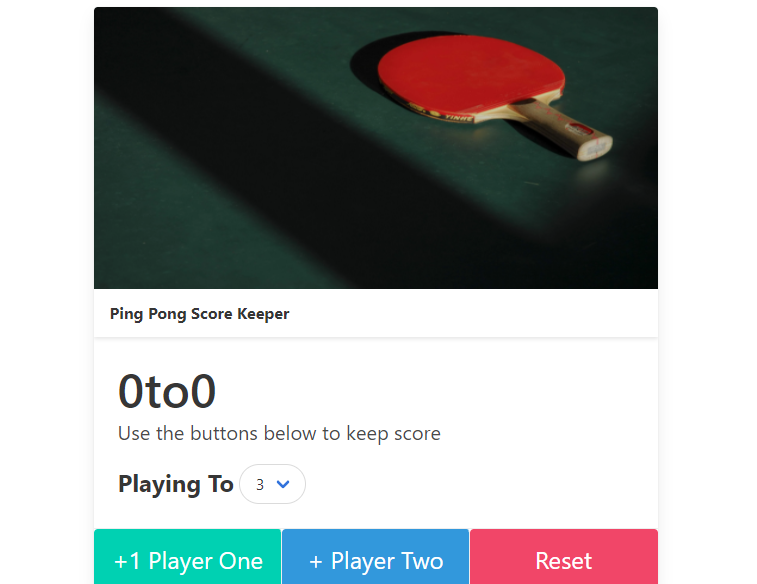 YINHE
Ping Pong Score Keeper
0to0
Use the buttons below to keep score
Playing To 3
+1 Player One + Player Two Reset